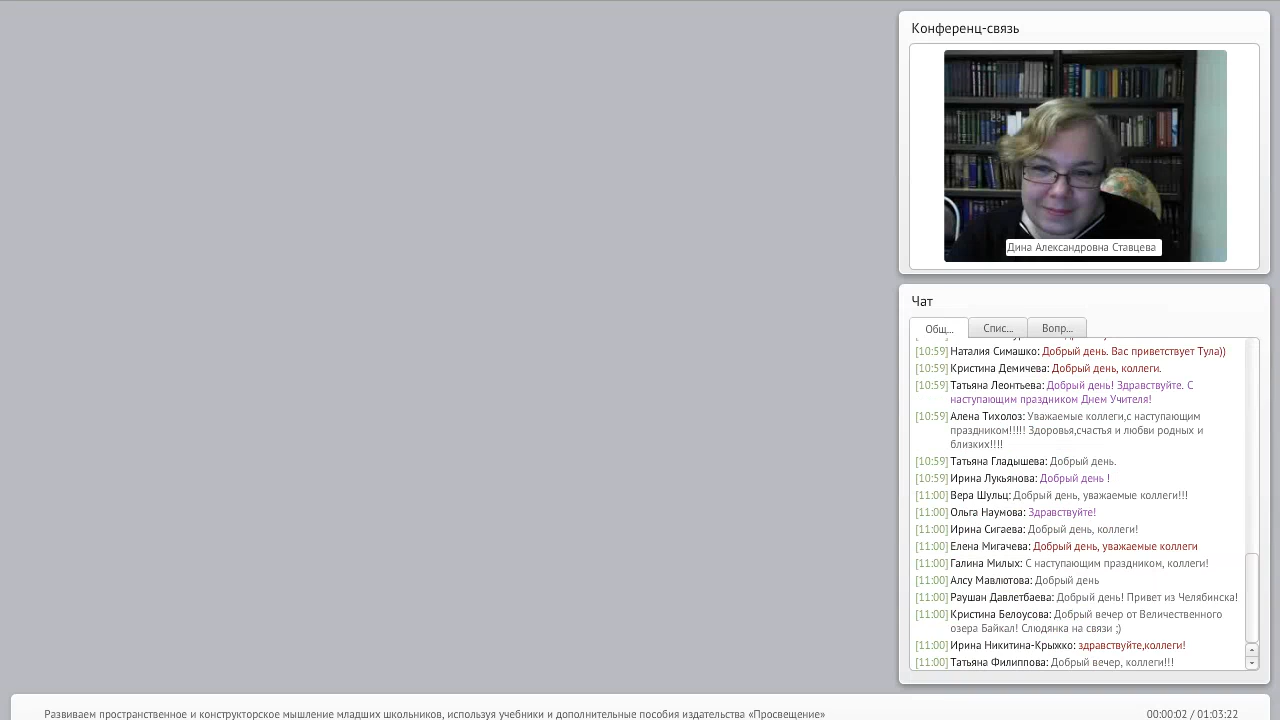 Конференц-связь
Дина Александровна Ставцева
Чат
Общ... Спис... Вопр...
[10:59] Наталия Симашко: Добрый день. Вас приветствует Тула))
[10:59] Кристина Демичева: Добрый день, коллеги.
[10:59] Татьяна Леонтьева: Добрый день! Здравствуйте. С
наступающим праздником Днем Учителя!
[10:59] Алена Тихолоз: Уважаемые коллеги,с наступающим
праздником!!!!! Здоровья,счастья и любви родных и
близких!!!!
[10:59] Татьяна Гладышева: Добрый день.
[10:59] Ирина Лукьянова: Добрый день !
[11:00] Вера Шульц: Добрый день, уважаемые коллеги!!!
[11:00] Ольга Наумова: Здравствуйте!
[11:00] Ирина Сигаева: Добрый день, коллеги!
[11:00] Елена Мигачева: Добрый день, уважаемые коллеги
[11:00] Галина Милых: С наступающим праздником, коллеги!
[11:00] Алсу Мавлютова: Добрый день
[11:00] Раушан Давлетбаева: Добрый день! Привет из Челябинска!
[11:00] Кристина Белоусова: Добрый вечер от Величественного
озера Байкал! Слюдянка на связи ;)
[11:00] Ирина Никитина-Крыжко: здравствуйте,коллеги!
[11:00] Татьяна Филиппова: Добрый вечер, коллеги!!!
Развиваем пространственное и конструкторское мышление младших школьников, используя учебники и дополнительные пособия издательства «Просвещение» 00:00:02 / 01:03:22